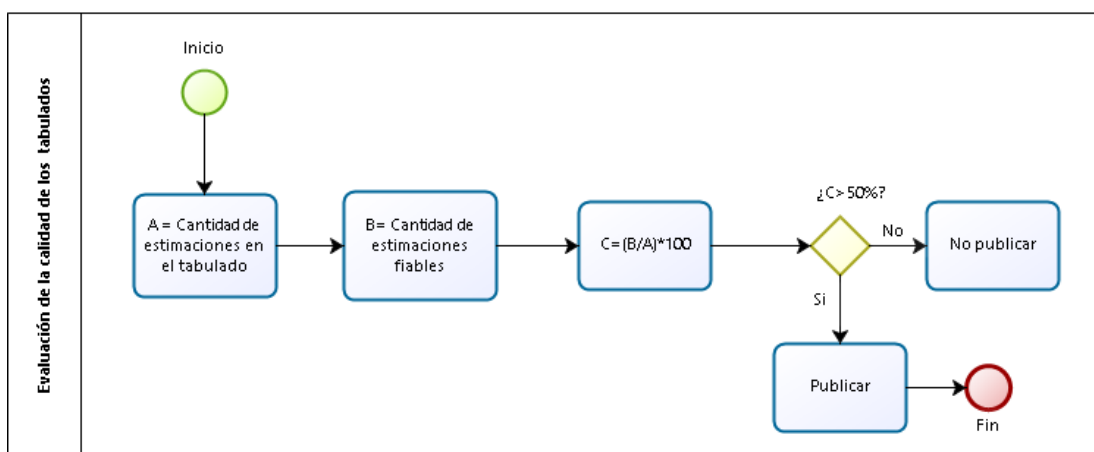 Evaluación de la calidad de los tabulados
Inicio
A = Cantidad de
estimaciones en
el tabulado
B= Cantidad de
estimaciones
fiables
C=(B/A)*100
¿C>50%?
No
No publicar
Si
Publicar
Fin